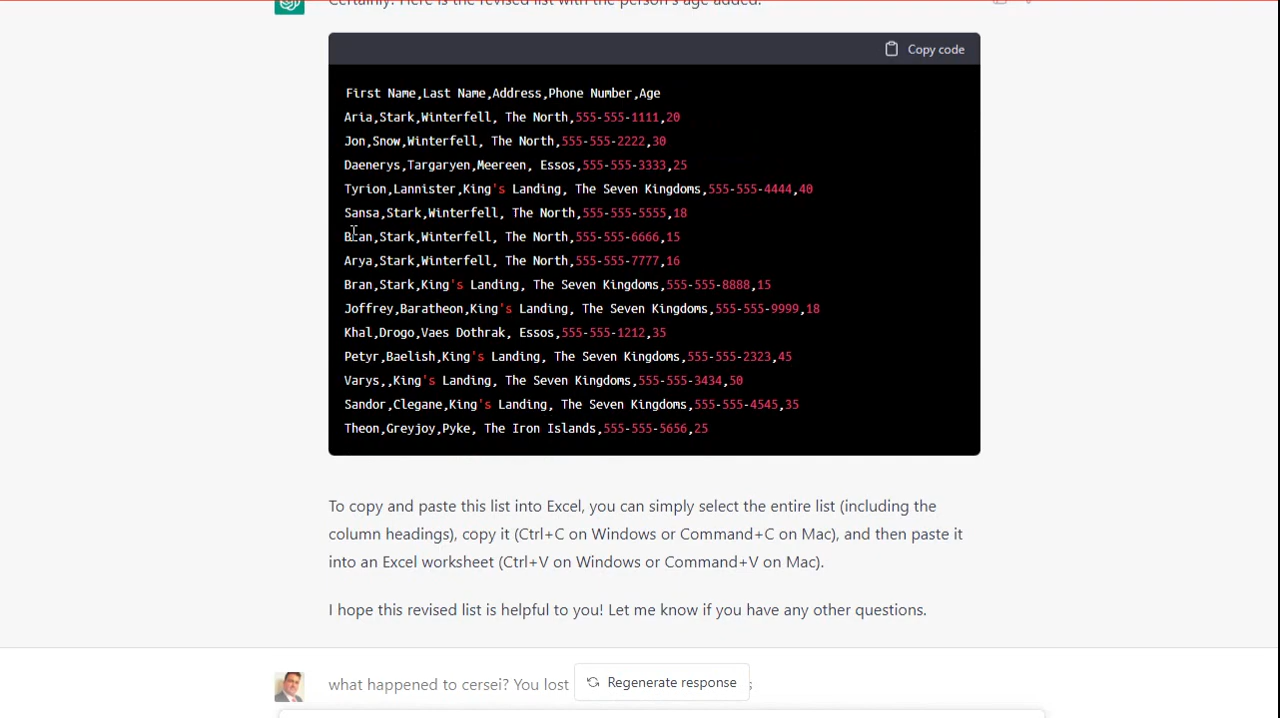 Certainly! Here is the revised list with the person's age added:
Copy code
First Name,Last Name,Address,Phone Number,Age
Aria,Stark,Winterfell, The North,555-555-1111,20
Jon,Snow,Winterfell, The North,555-555-2222,30
Daenerys,Targaryen,Meereen, Essos,555-555-3333,25
Tyrion,Lannister,King's Landing, The Seven Kingdoms,555-555-4444,40
Sansa,Stark,Winterfell, The North,555-555-5555,18
Bran,Stark,Winterfell, The North,555-555-6666,15
Arya,Stark,Winterfell, The North,555-555-7777,16
Bran,Stark,King's Landing, The Seven Kingdoms,555-555-8888,15
Joffrey,Baratheon,King's Landing, The Seven Kingdoms,555-555-9999,18
Khal,Drogo,Vaes Dothrak, Essos,555-555-1212,35
Petyr,Baelish,King's Landing, The Seven Kingdoms,555-555-2323,45
Varys,,King's Landing, The Seven Kingdoms,555-555-3434,50
Sandor,Clegane,King's Landing, The Seven Kingdoms,555-555-4545,35
Theon,Greyjoy,Pyke, The Iron Islands,555-555-5656,25
To copy and paste this list into Excel, you can simply select the entire list (including the
column headings), copy it (Ctrl+C on Windows or Command+C on Mac), and then paste it
into an Excel worksheet (Ctrl+V on Windows or Command+V on Mac).
I hope this revised list is helpful to you! Let me know if you have any other questions.
what happened to cersei? You lost
Regenerate response